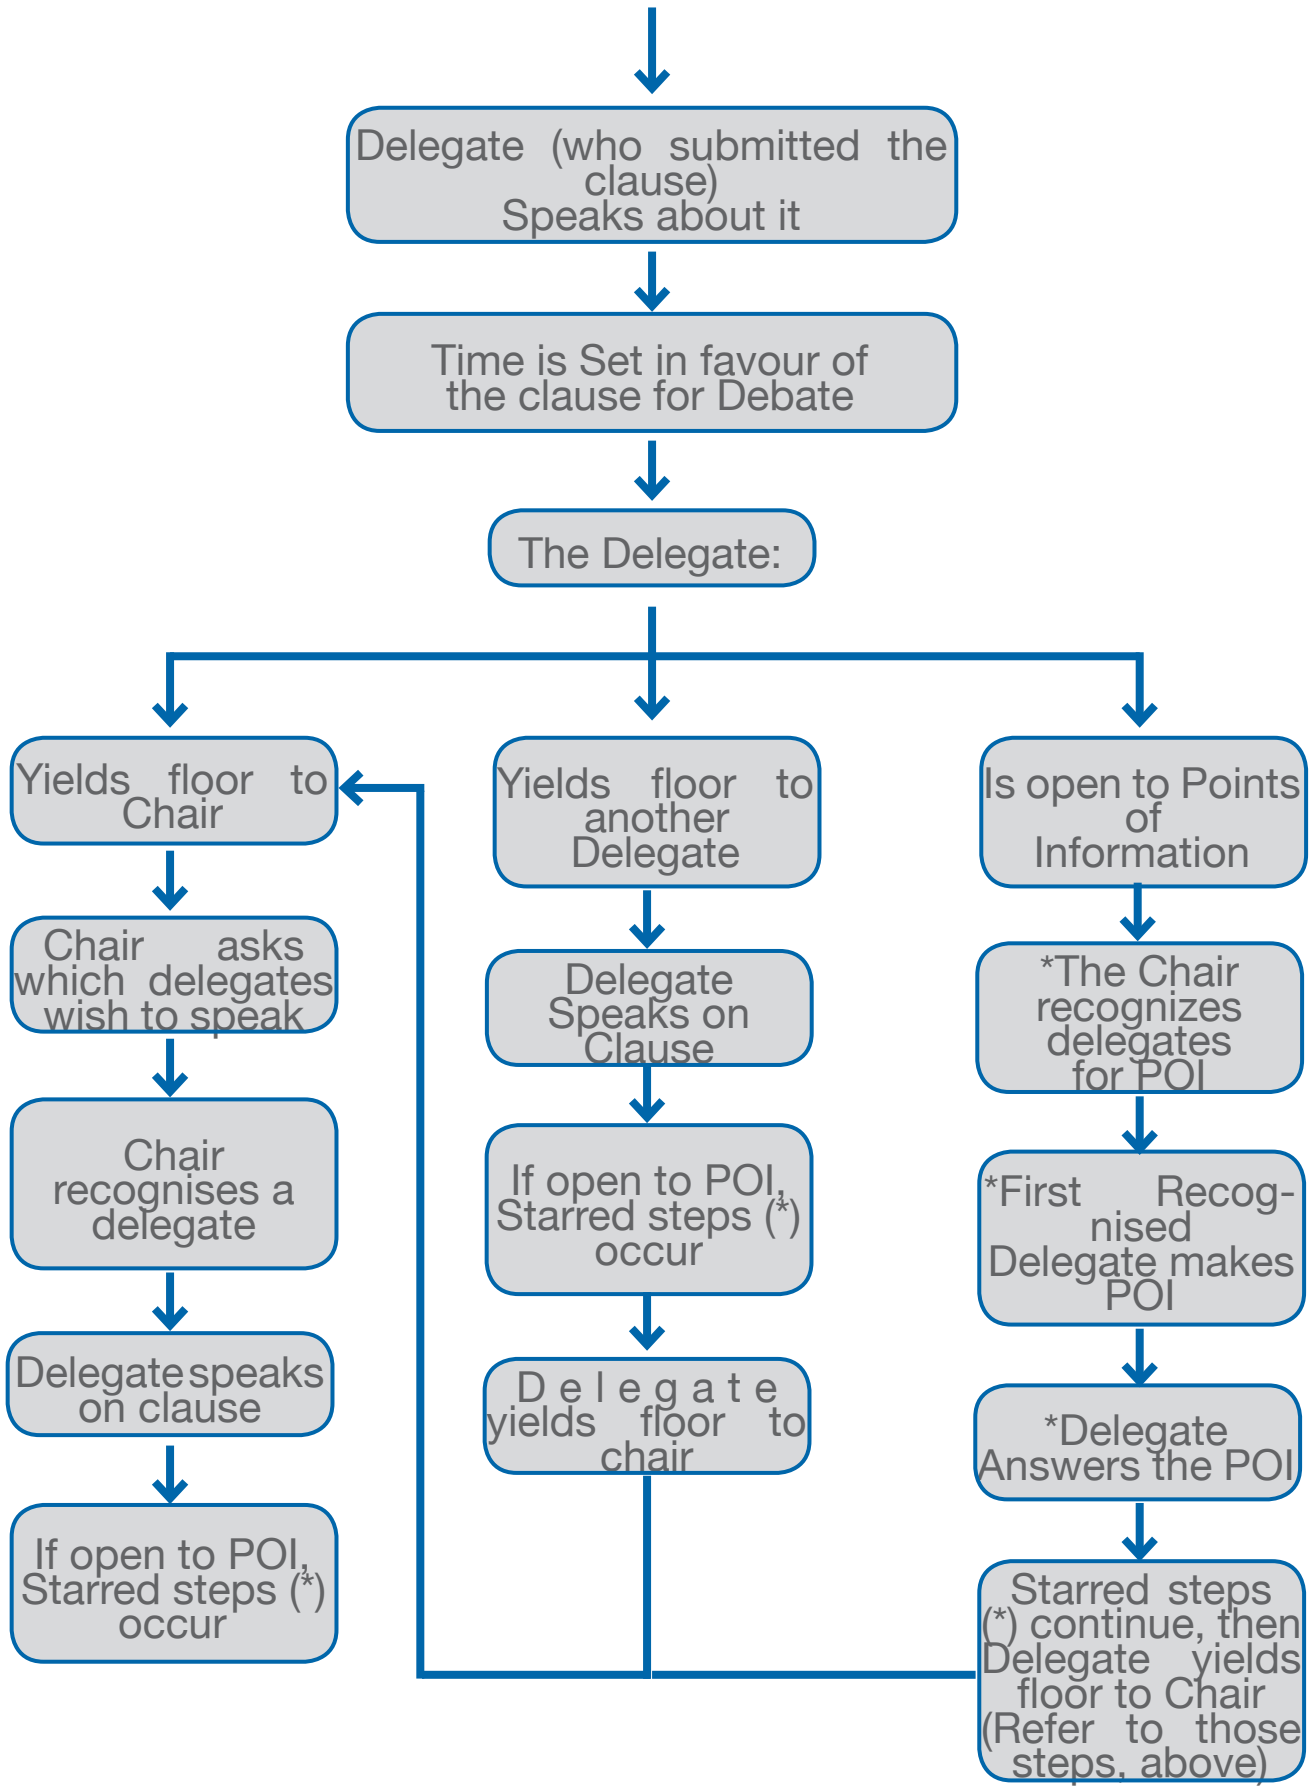 Delegate (who submitted the
clause)
Speaks about it
Time is Set in favour of
the clause for Debate
The Delegate:
Yields floor to
Chair
Chair asks
which delegates
wish to speak
Chair
recognises a
delegate
Delegate speaks
on clause
If open to POI,
Starred steps (*)
occur
Yields floor to
another
Delegate
Delegate
Speaks on
Clause
If open to POI,
Starred steps (*)
occur
Delegate
yields floor to
chair
Is open to Points
of
Information
*The Chair
recognizes
delegates
for POI
*First Recog-
nised
Delegate makes
POI
*Delegate
Answers the POI
Starred steps
(*) continue, then
Delegate yields
floor to Chair
(Refer to those
steps, above)